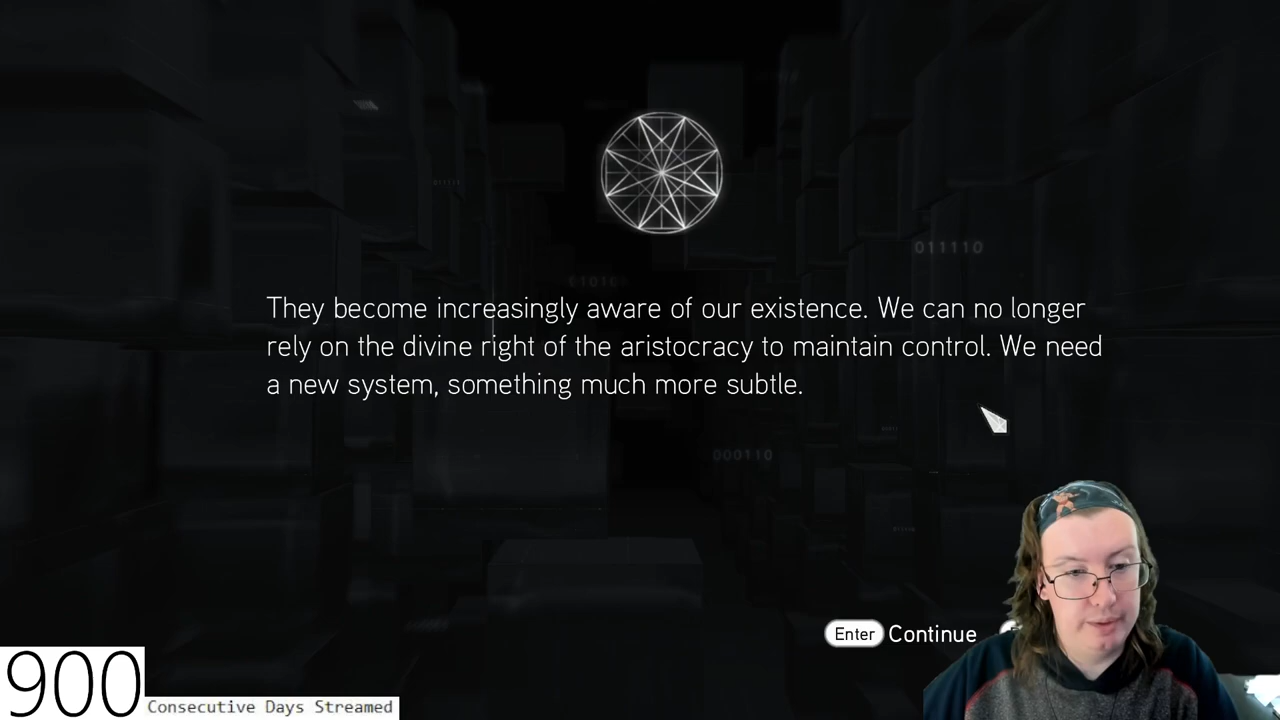 011110
They become increasingly aware of our existence. We can no longer
rely on the divine right of the aristocracy to maintain control. We need
a new system, something much more subtle.
000110
Enter Continue
900
Consecutive Days Streamed